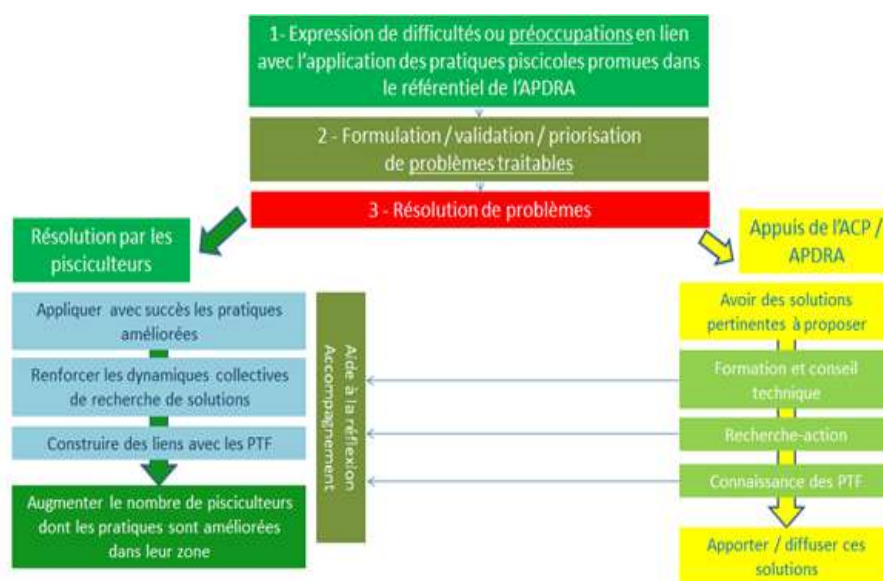 1- Expression de difficultés ou préoccupations en lien
avec l'application des pratiques piscicoles promues dans
le référentiel de l'APDRA
2 - Formulation / validation / priorisation
de problèmes traitables
3 - Résolution de problèmes
Résolution par les
pisciculteurs
Appliquer avec succès les pratiques
améliorées
Renforcer les dynamiques collectives
de recherche de solutions
Construire des liens avec les PTF
Augmenter le nombre de pisciculteurs
dont les pratiques sont améliorées
dans leur zone
Aide à la réflexion
Accompagnement
Appuis de l'ACP /
APDRA
Avoir des solutions
pertinentes à proposer
Formation et conseil
technique
Recherche-action
Connaissance des PTF
Apporter / diffuser ces
solutions